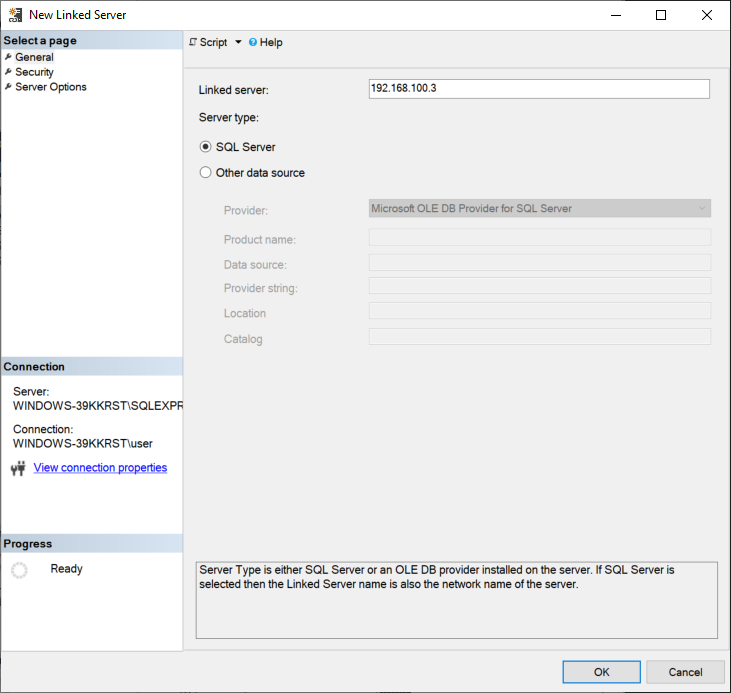 New Linked Server
Select a page
General
Security
Server Options
Script
Help
Linked server:
192.168.100.3
Server type:
SQL Server
Other data source
Provider:
Microsoft OLE DB Provider for SQL Server
Product name:
Data source:
Provider string:
Location
Catalog
Connection
Server:
WINDOWS-39KKRST\SQLEXPR
Connection:
WINDOWS-39KKRST\user
View connection properties
Progress
Ready
Server Type is either SQL Server or an OLE DB provider installed on the server. If SQL Server is
selected then the Linked Server name is also the network name of the server.
OK
Cancel